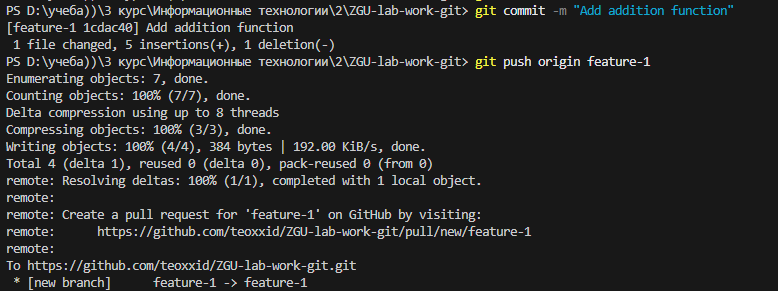 PS D:\учеба))\3 курс\Информационные технологии\2\ZGU-lab-work-git> git commit -m "Add addition function"
[feature-1 1cdac40] Add addition function
 1 file changed, 5 insertions(+), 1 deletion(-)
PS D:\учеба))\3 курс\Информационные технологии\2\ZGU-lab-work-git> git push origin feature-1
Enumerating objects: 7, done.
Counting objects: 100% (7/7), done.
Delta compression using up to 8 threads
Compressing objects: 100% (3/3), done.
Writing objects: 100% (4/4), 384 bytes | 192.00 KiB/s, done.
Total 4 (delta 1), reused 0 (delta 0), pack-reused 0 (from 0)
remote: Resolving deltas: 100% (1/1), completed with 1 local object.
remote:
remote: Create a pull request for 'feature-1' on GitHub by visiting:
remote:      https://github.com/teoxxid/ZGU-lab-work-git/pull/new/feature-1
remote:
To https://github.com/teoxxid/ZGU-lab-work-git.git
 * [new branch]      feature-1 -> feature-1